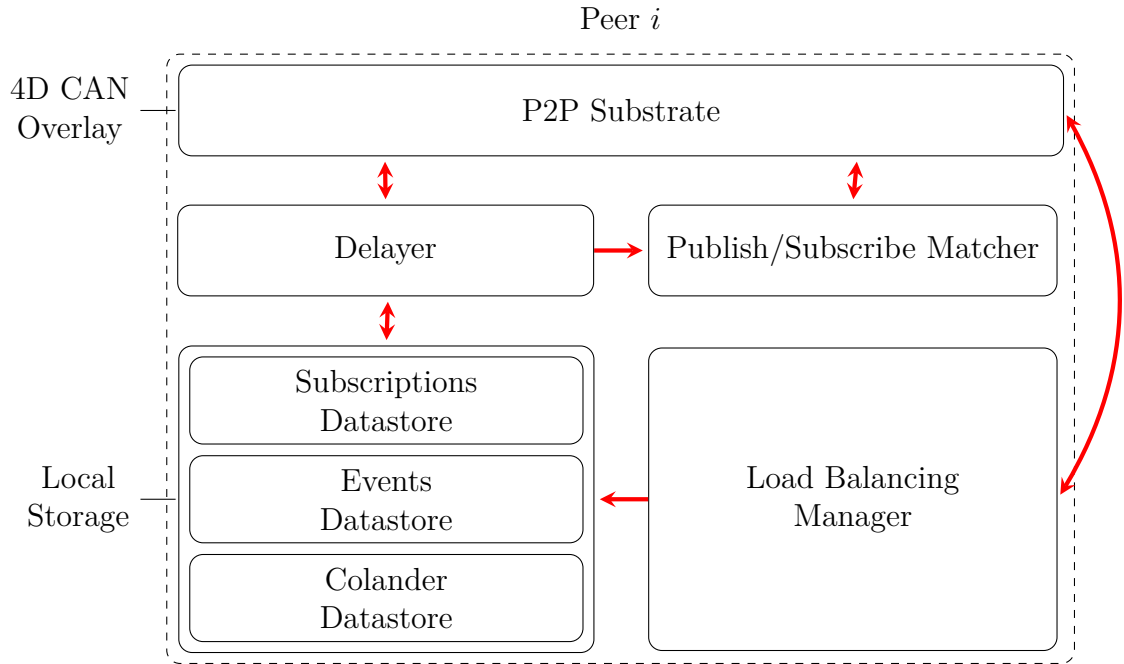 Peer i
4D CAN
Overlay
P2P Substrate
Delayer
Publish/Subscribe Matcher
Subscriptions
Datastore
Local
Storage
Events
Datastore
Load Balancing
Manager
Colander
Datastore